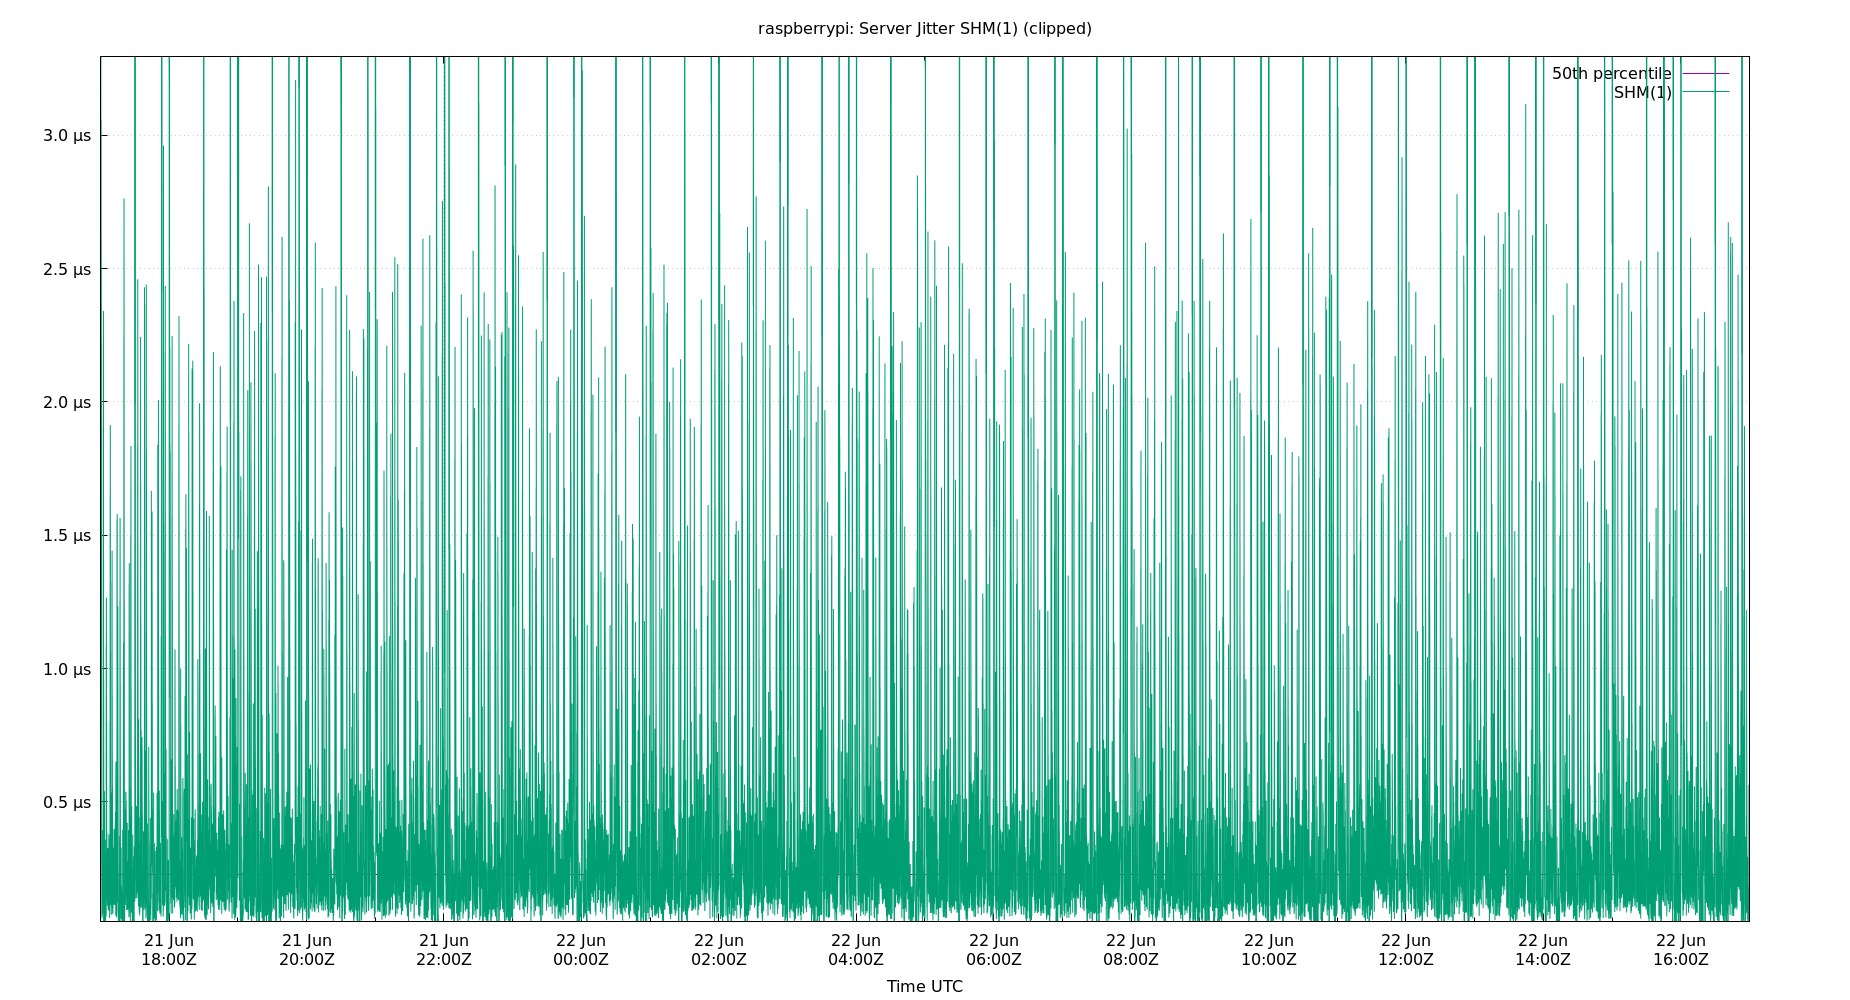 raspberrypi: Server Jitter SHM(1) (clipped)
50th percentile
SHM(1)
3.0 µs
2.5 µs
2.0 µs
1.5 µs
1.0 µs
0.5 µs
21 Jun 21 Jun 21 Jun 22 Jun 22 Jun 22 Jun 22 Jun 22 Jun 22 Jun 22 Jun 22 Jun 22 Jun
18:00Z 20:00Z 22:00Z 00:00Z 02:00Z 04:00Z 06:00Z 08:00Z 10:00Z 12:00Z 14:00Z 16:00Z
Time UTC